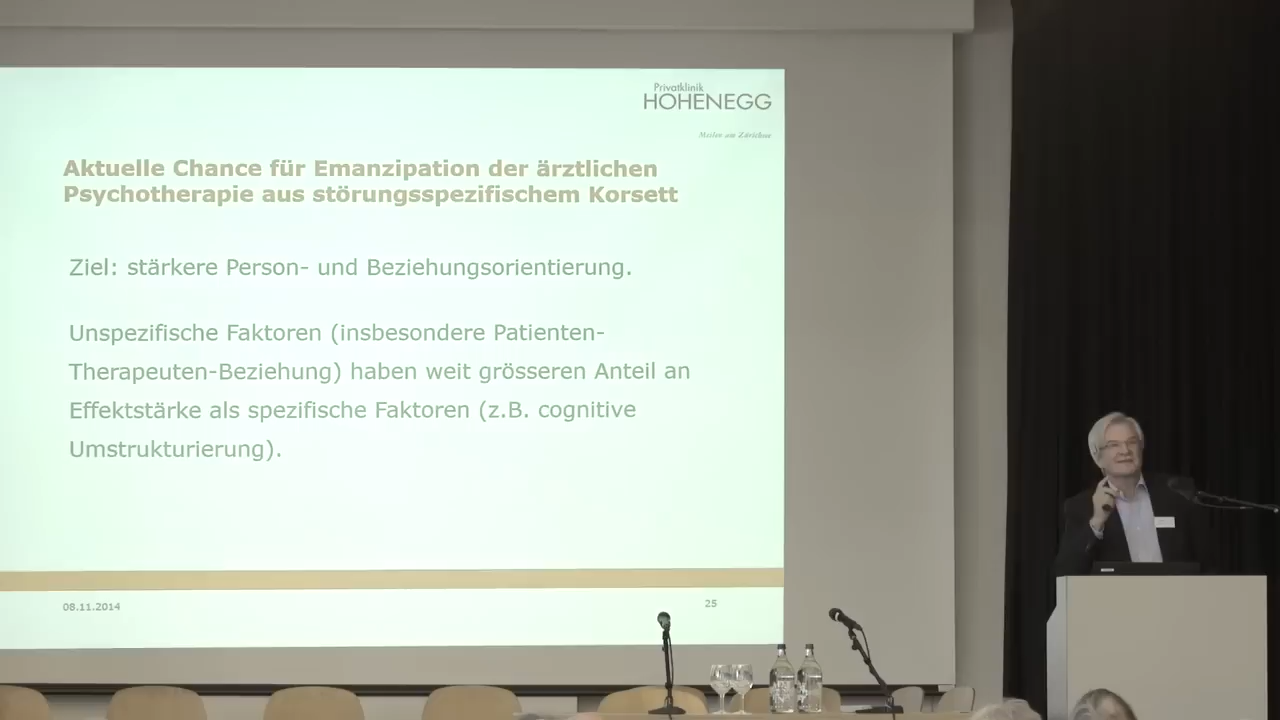 Privatklinik
HOHENEGG
Meilen am Zürichsee
Aktuelle Chance für Emanzipation der ärztlichen
Psychotherapie aus störungsspezifischem Korsett
Ziel: stärkere Person- und Beziehungsorientierung.
Unspezifische Faktoren (insbesondere Patienten-
Therapeuten-Beziehung) haben weit grösseren Anteil an
Effektstärke als spezifische Faktoren (z.B. cognitive
Umstrukturierung).
08.11.2014
25